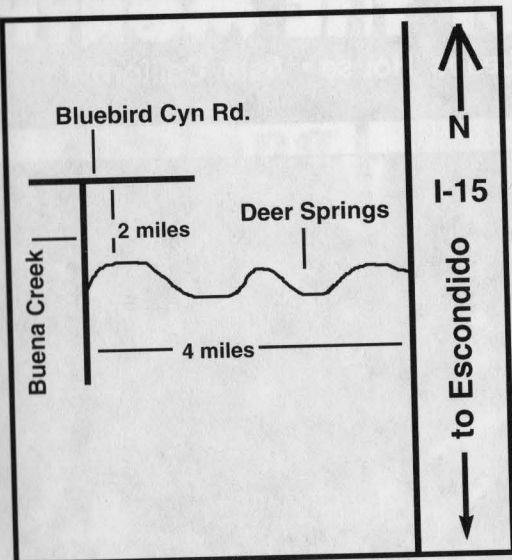 Bluebird Cyn Rd.
N
I-15
2 miles
Deer Springs
Buena Creek
4 miles
to Escondido